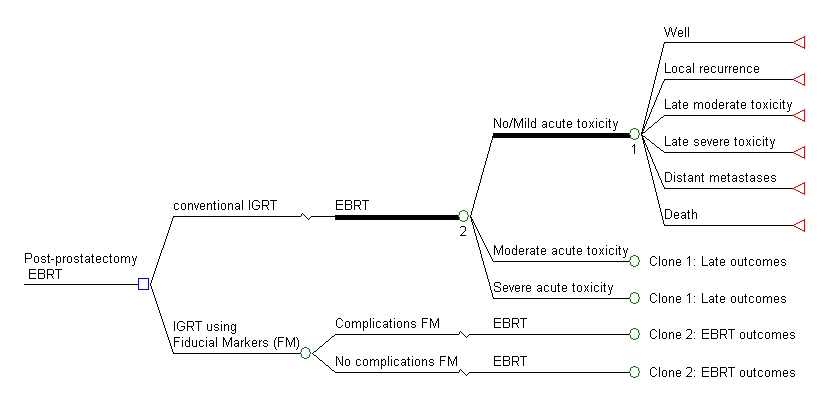 Well
Local recurrence
Late moderate toxicity
No/Mild acute toxicity
1
Late severe toxicity
Distant metastases
Death
conventional IGRT
EBRT
2
Moderate acute toxicity
Clone 1: Late outcomes
Post-prostatectomy
EBRT
Severe acute toxicity
Clone 1: Late outcomes
IGRT using
Fiducial Markers (FM)
Complications FM
EBRT
Clone 2: EBRT outcomes
No complications FM
EBRT
Clone 2: EBRT outcomes